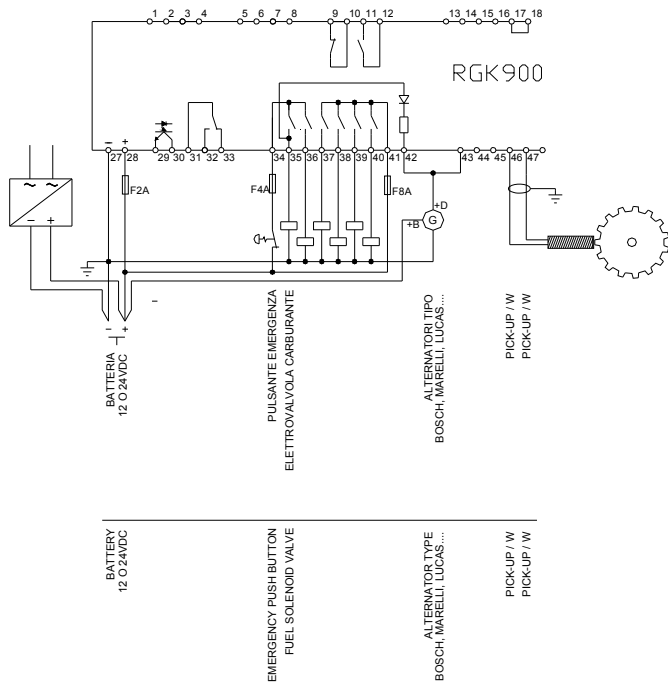 1 2 3 4 5 6 7 8 9 10 11 12 13 14 15 16 17 18
RGK900
− +
27 28 29 30 31 32 33 34 35 36 37 38 39 40 41 42 43 44 45 46 47
~ ~
− +
F2A
F4A
F8A
+D
+B
G
−
− +
BATTERIA
12 O 24VDC
PULSANTE EMERGENZA
ELETTROVALVOLA CARBURANTE
ALTERNATORI TIPO
BOSCH, MARELLI, LUCAS....
PICK-UP / W
PICK-UP / W
BATTERY
12 O 24VDC
EMERGENCY PUSH BUTTON
FUEL SOLENOID VALVE
ALTERNATOR TYPE
BOSCH, MARELLI, LUCAS....
PICK-UP / W
PICK-UP / W